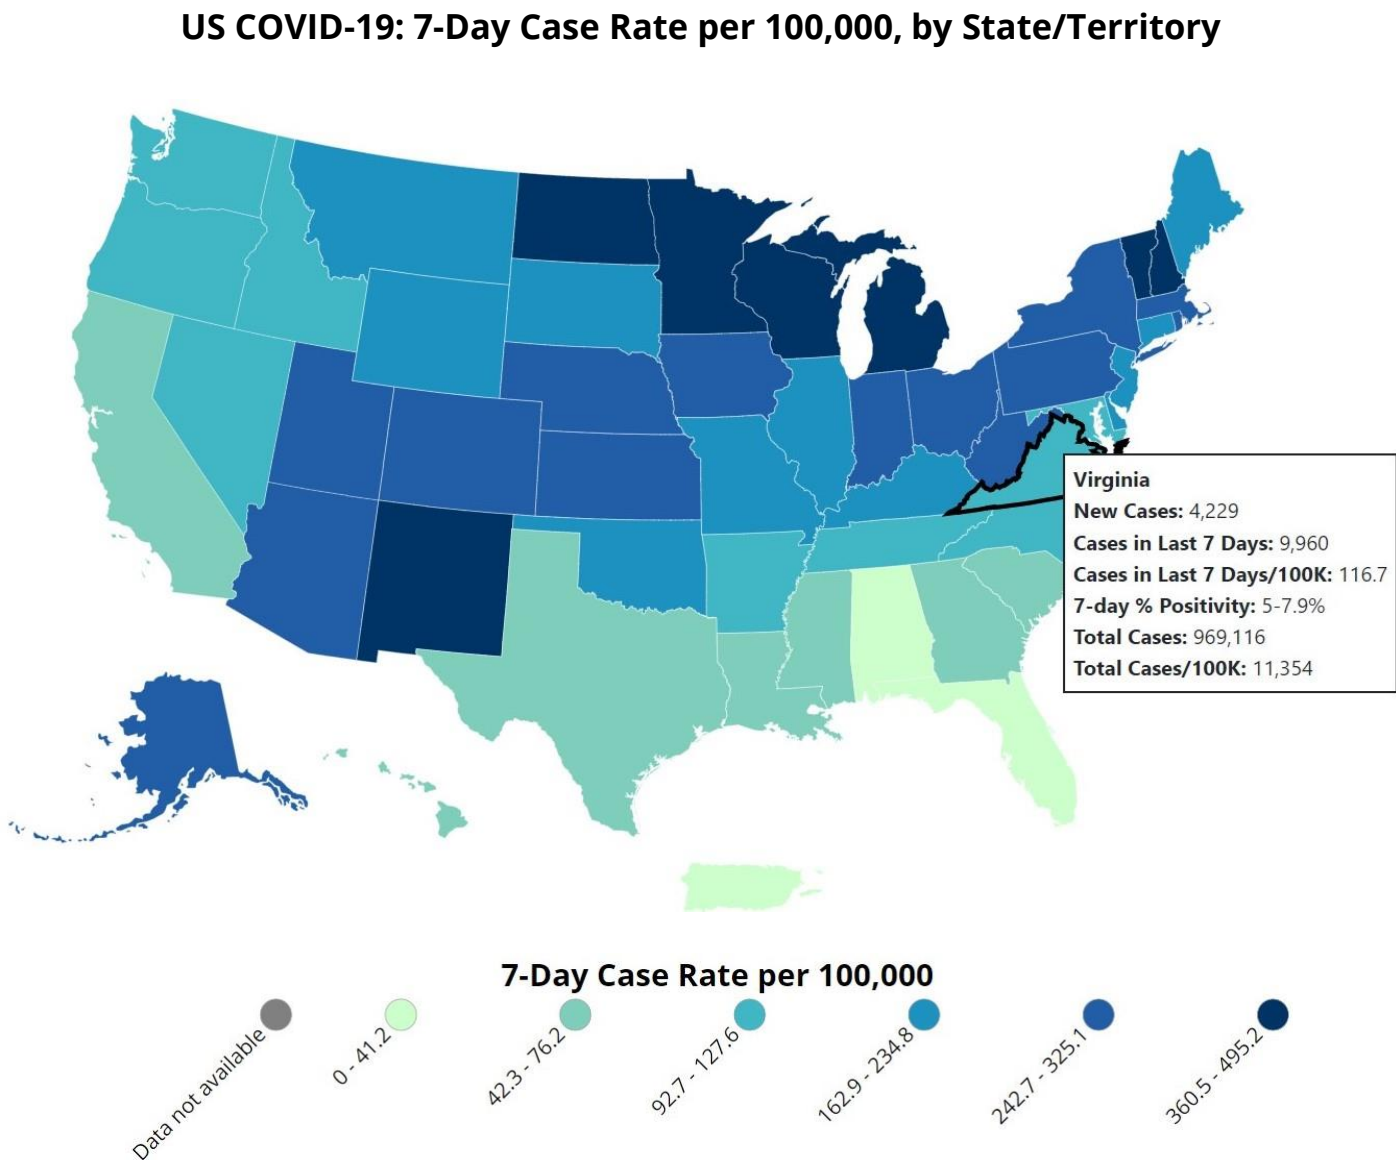 US COVID-19: 7-Day Case Rate per 100,000, by State/Territory
Virginia
New Cases: 4,229
Cases in Last 7 Days: 9,960
Cases in Last 7 Days/100K: 116.7
7-day % Positivity: 5-7.9%
Total Cases: 969,116
Total Cases/100K: 11,354
7-Day Case Rate per 100,000
Data not available
0 - 41.2
42.3 - 76.2
92.7 - 127.6
162.9 - 234.8
242.7 - 325.1
360.5 - 495.2